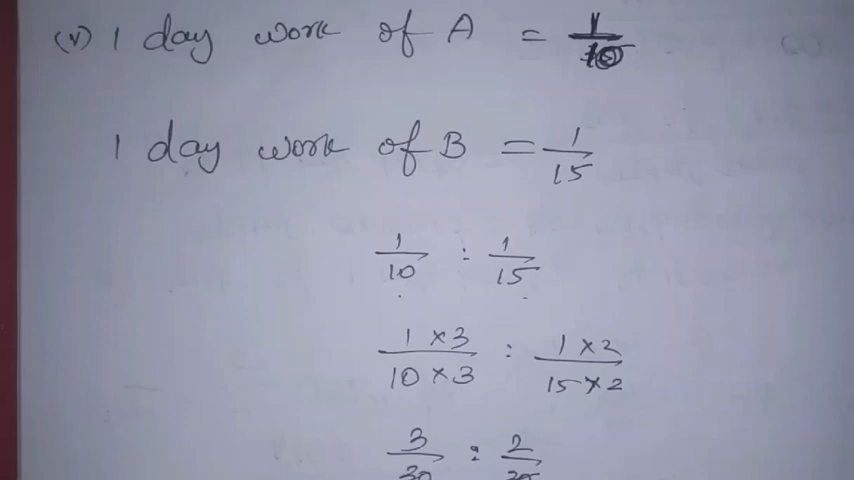 (v) 1 day work of A = 1/10
1 day work of B = 1/15
1/10 : 1/15
1 × 3/10 × 3 : 1 × 2/15 × 2
3/30 : 2/30